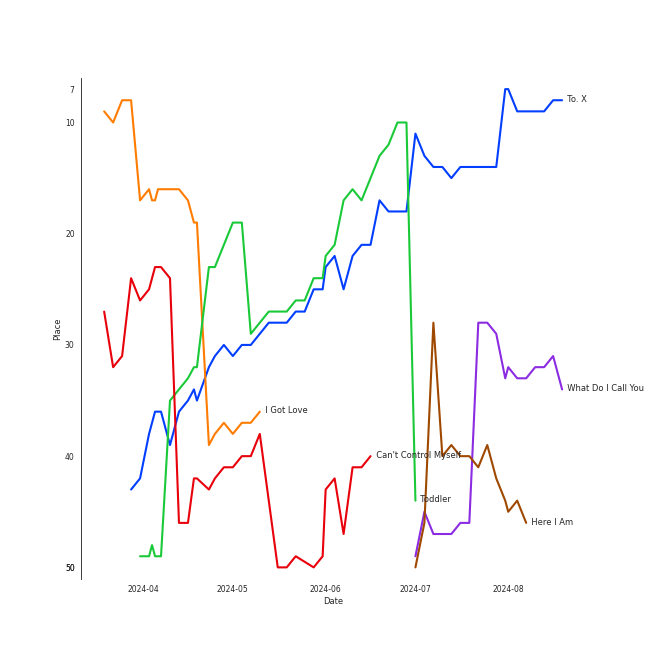 7
To. X
10
20
Place
30
What Do I Call You
I Got Love
40
Can't Control Myself
Toddler
Here I Am
50
2024-04
2024-05
2024-06
2024-07
2024-08
Date